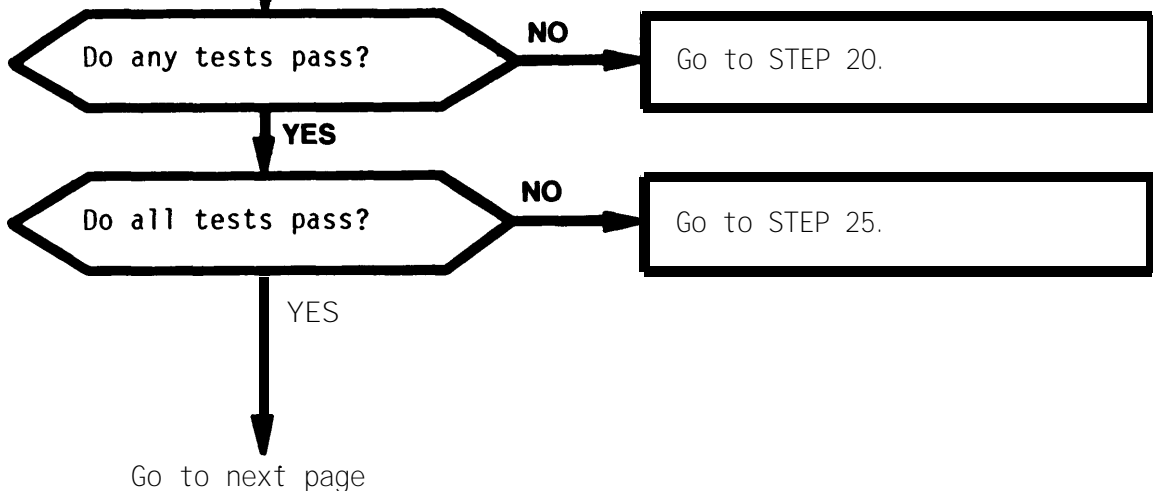 Do any tests pass?
NO
Go to STEP 20.
YES
Do all tests pass?
NO
Go to STEP 25.
YES
Go to next page